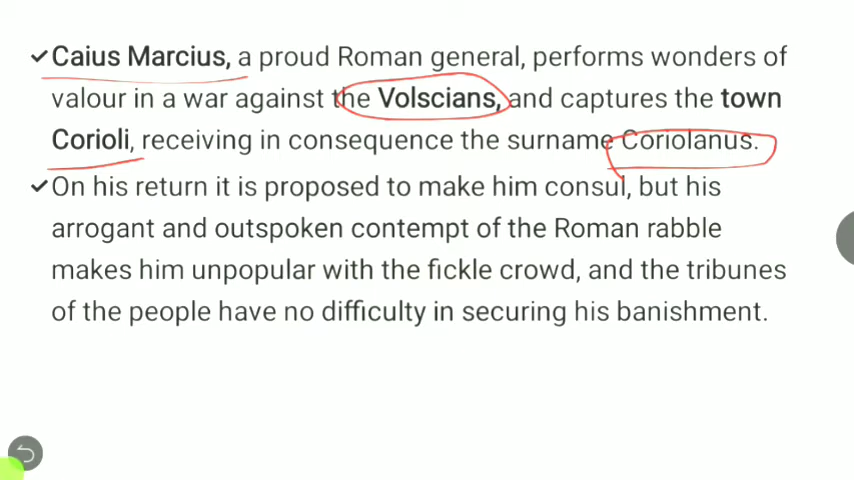 ✓Caius Marcius, a proud Roman general, performs wonders of
valour in a war against the Volscians, and captures the town
Corioli, receiving in consequence the surname Coriolanus.
✓On his return it is proposed to make him consul, but his
arrogant and outspoken contempt of the Roman rabble
makes him unpopular with the fickle crowd, and the tribunes
of the people have no difficulty in securing his banishment.